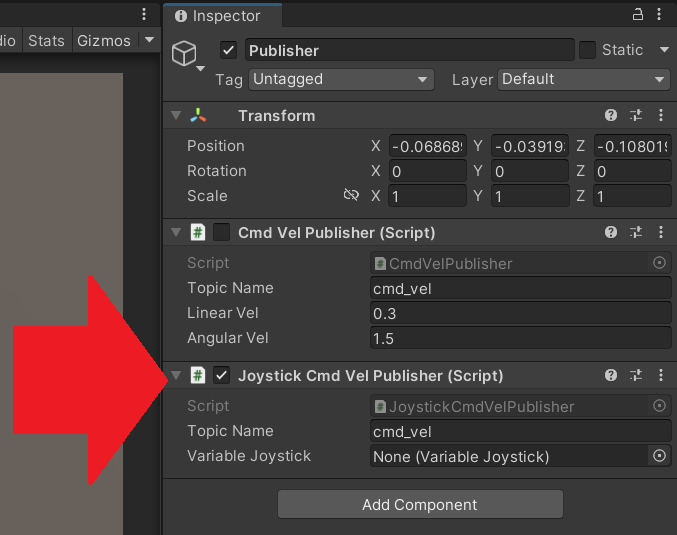 Inspector
dio Stats Gizmos
Publisher Static
Tag Untagged Layer Default
Transform
Position X -0.06868 Y -0.03919 Z -0.108019
Rotation X 0 Y 0 Z 0
Scale X 1 Y 1 Z 1
# Cmd Vel Publisher (Script)
Script # CmdVelPublisher
Topic Name cmd_vel
Linear Vel 0.3
Angular Vel 1.5
# Joystick Cmd Vel Publisher (Script)
Script # JoystickCmdVelPublisher
Topic Name cmd_vel
Variable Joystick None (Variable Joystick)
Add Component